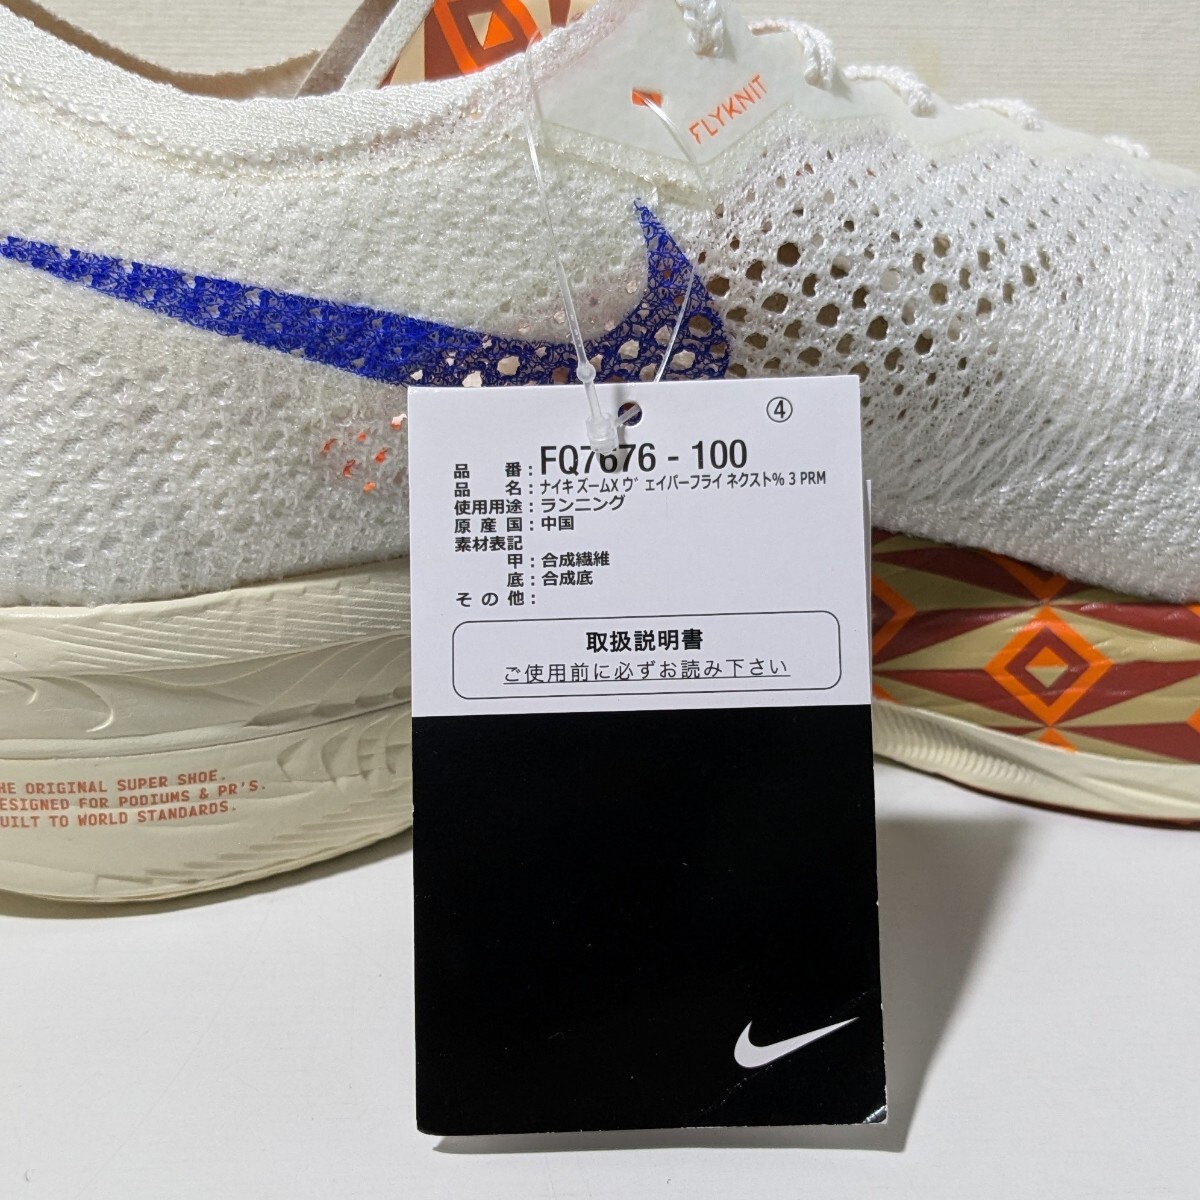 FLYKNIT
④
品番:FQ7676-100
品名:ナイキ ズームX ヴェイパーフライ ネクスト% 3 PRM
使用用途:ランニング
原産国:中国
素材表記
甲:合成繊維
底:合成底
その他:
取扱説明書
ご使用前に必ずお読み下さい
HE ORIGINAL SUPER SHOE.
ESIGNED FOR PODIUMS & PR'S.
UILT TO WORLD STANDARDS.